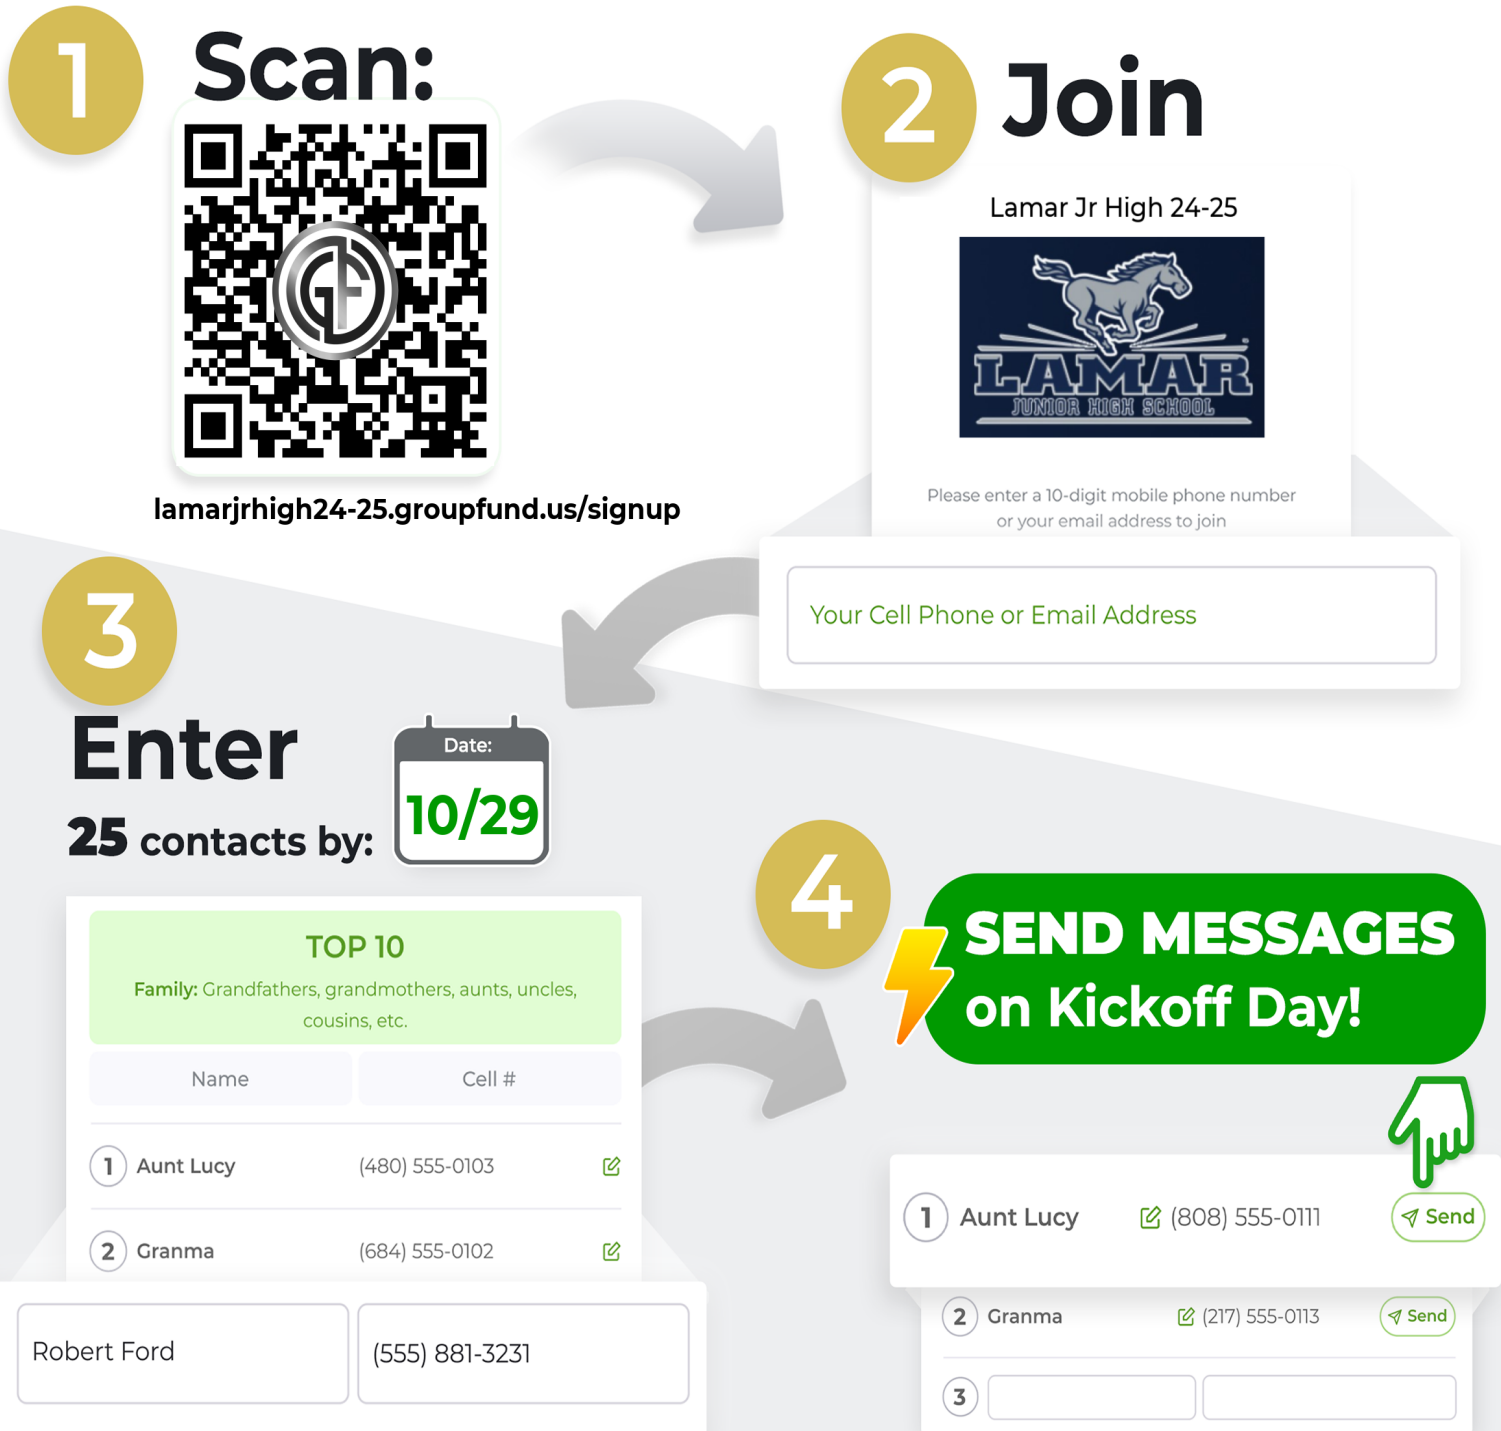 1
Scan:
GF
lamarjrhigh24-25.groupfund.us/signup
2
Join
Lamar Jr High 24-25
LAMAR
JUNIOR HIGH SCHOOL
Please enter a 10-digit mobile phone number
or your email address to join
Your Cell Phone or Email Address
3
Enter
25 contacts by:
Date:
10/29
TOP 10
Family: Grandfathers, grandmothers, aunts, uncles,
cousins, etc.
Name Cell #
1 Aunt Lucy (480) 555-0103
2 Granma (684) 555-0102
Robert Ford (555) 881-3231
4
SEND MESSAGES
on Kickoff Day!
1 Aunt Lucy (808) 555-0111 Send
2 Granma (217) 555-0113 Send
3